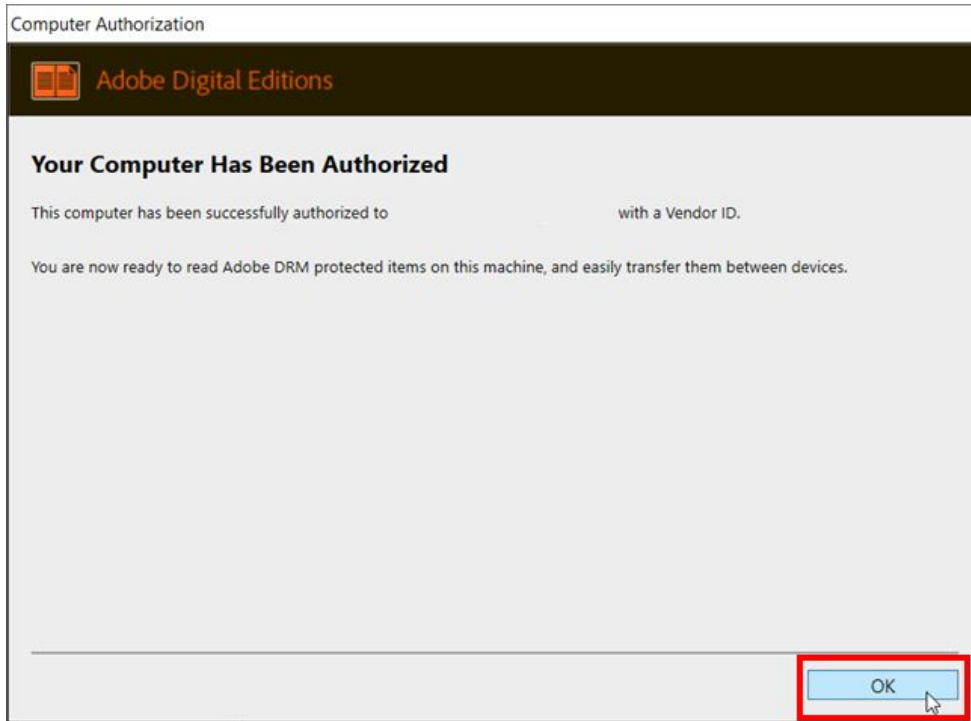 Computer Authorization
Adobe Digital Editions
Your Computer Has Been Authorized
This computer has been successfully authorized to with a Vendor ID.
You are now ready to read Adobe DRM protected items on this machine, and easily transfer them between devices.
OK